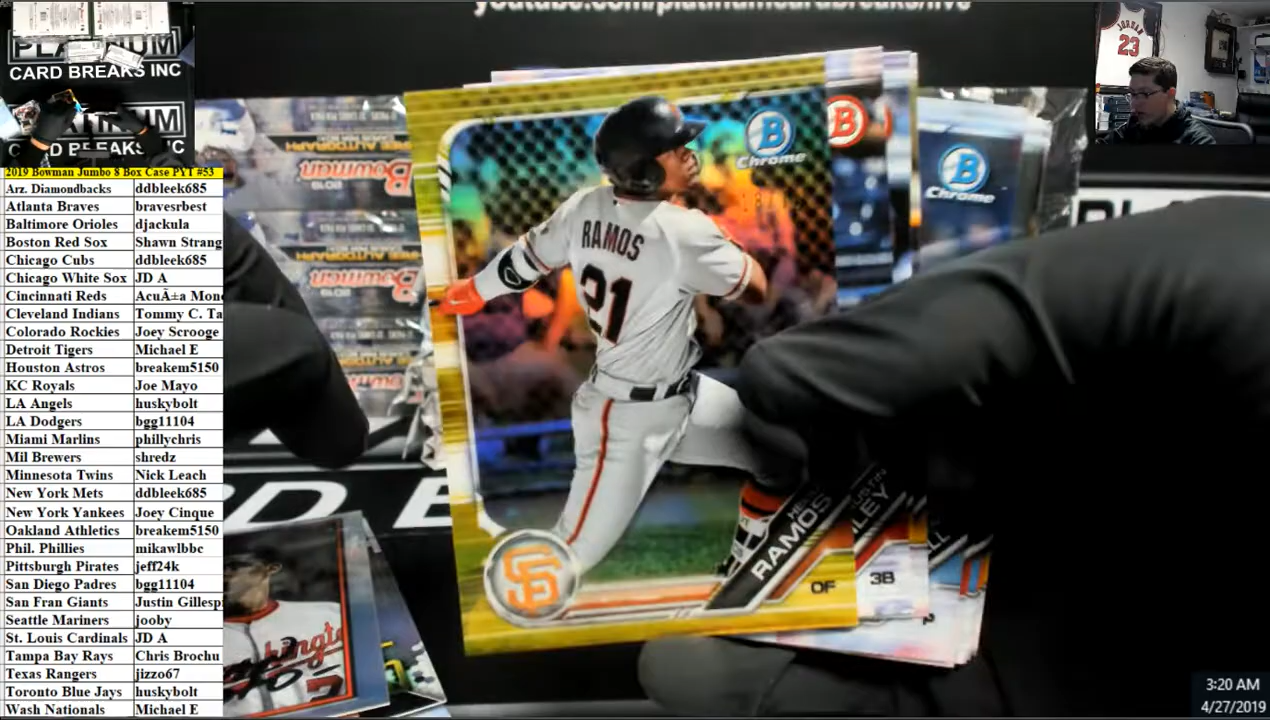 youtube.com/platinumcardbreaks/live
PLATINUM
CARD BREAKS INC
2019 Bowman Jumbo 8 Box Case PYT #53
Arz. Diamondbacks ddbleek685
Atlanta Braves bravesrbest
Baltimore Orioles djackula
Boston Red Sox Shawn Strang
Chicago Cubs ddbleek685
Chicago White Sox JD A
Cincinnati Reds AcuÃ±a Mon
Cleveland Indians Tommy C. Ta
Colorado Rockies Joey Scrooge
Detroit Tigers Michael E
Houston Astros breakem5150
KC Royals Joe Mayo
LA Angels huskybolt
LA Dodgers bgg11104
Miami Marlins phillychris
Mil Brewers shredz
Minnesota Twins Nick Leach
New York Mets ddbleek685
New York Yankees Joey Cinque
Oakland Athletics breakem5150
Phil. Phillies mikawlbbc
Pittsburgh Pirates jeff24k
San Diego Padres bgg11104
San Fran Giants Justin Gillesp
Seattle Mariners jooby
St. Louis Cardinals JD A
Tampa Bay Rays Chris Brochu
Texas Rangers jizzo67
Toronto Blue Jays huskybolt
Wash Nationals Michael E
JORDAN
23
2019 Bowman
Bowman
B
Chrome
B
B
Chrome
RAMOS
21
SF
RAMOS
OF
3B
3:20 AM
4/27/2019